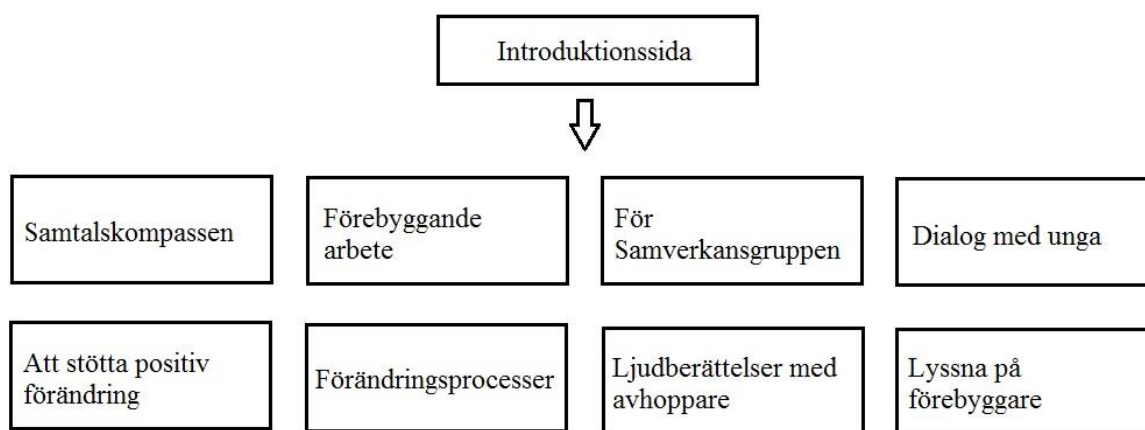 Introduktionssida
Samtalskompassen
Förebyggande
arbete
För
Samverkansgruppen
Dialog med unga
Att stötta positiv
förändring
Förändringsprocesser
Ljudberättelser med
avhoppare
Lyssna på
förebyggare